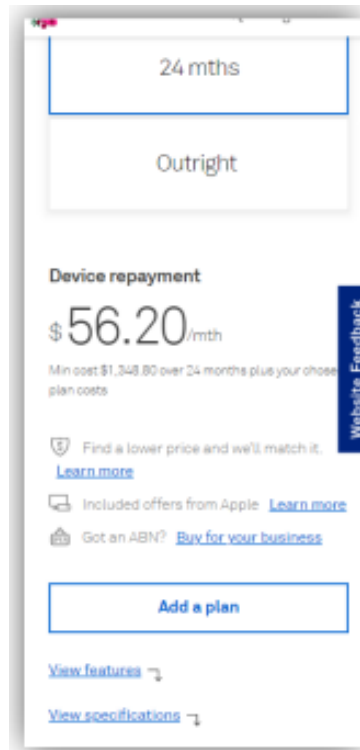 24 mths
Outright
Device repayment
$56.20/mth
Min cost $1,348.80 over 24 months plus your chose
plan costs
Find a lower price and we'll match it.
Learn more
Included offers from Apple Learn more
Got an ABN? Buy for your business
Add a plan
View features
View specifications
Website Feedback